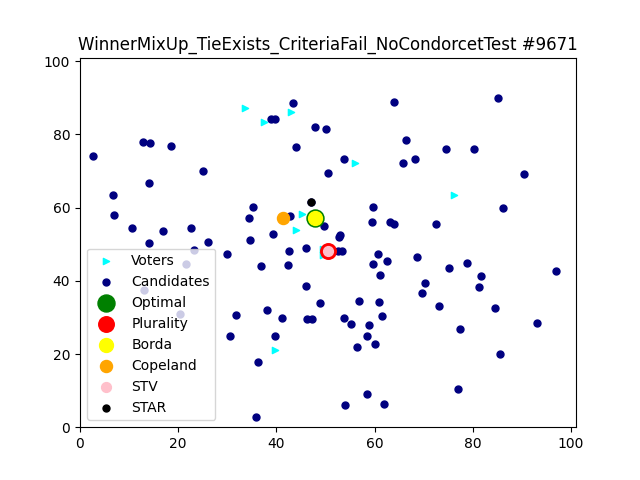 WinnerMixUp_TieExists_CriteriaFail_NoCondorcetTest #9671
100
80
60
40
20
0
Voters
Candidates
Optimal
Plurality
Borda
Copeland
STV
STAR
0 20 40 60 80 100